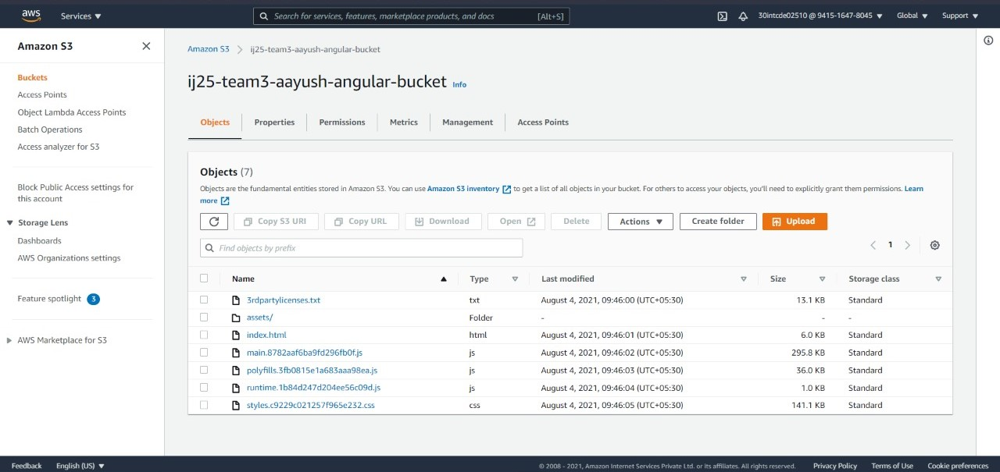 aws Services ▼ Search for services, features, marketplace products, and docs [Alt+S] 30intcde02510 @ 9415-1647-8045 ▼ Global ▼ Support ▼
Amazon S3
Buckets
Access Points
Object Lambda Access Points
Batch Operations
Access analyzer for S3
Block Public Access settings for
this account
Storage Lens
Dashboards
AWS Organizations settings
Feature spotlight 3
AWS Marketplace for S3
Amazon S3 > ij25-team3-aayush-angular-bucket
ij25-team3-aayush-angular-bucket Info
Objects Properties Permissions Metrics Management Access Points
Objects (7)
Objects are the fundamental entities stored in Amazon S3. You can use Amazon S3 inventory to get a list of all objects in your bucket. For others to access your objects, you'll need to explicitly grant them permissions. Learn
more
Copy S3 URI Copy URL Download Open Delete Actions ▼ Create folder Upload
Find objects by prefix < 1 >
Name Type Last modified Size Storage class
3rdpartylicenses.txt txt August 4, 2021, 09:46:00 (UTC+05:30) 13.1 KB Standard
assets/ Folder - - -
index.html html August 4, 2021, 09:46:01 (UTC+05:30) 6.0 KB Standard
main.8782aaf6ba9fd296fb0f.js js August 4, 2021, 09:46:02 (UTC+05:30) 295.8 KB Standard
polyfills.3fb0815e1a683aaa98ea.js js August 4, 2021, 09:46:03 (UTC+05:30) 36.0 KB Standard
runtime.1b84d247d204ee56c09d.js js August 4, 2021, 09:46:04 (UTC+05:30) 1.0 KB Standard
styles.c9229c021257f965e232.css css August 4, 2021, 09:46:05 (UTC+05:30) 141.1 KB Standard
Feedback English (US) ▼ © 2008 - 2021, Amazon Internet Services Private Ltd. or its affiliates. All rights reserved. Privacy Policy Terms of Use Cookie preferences